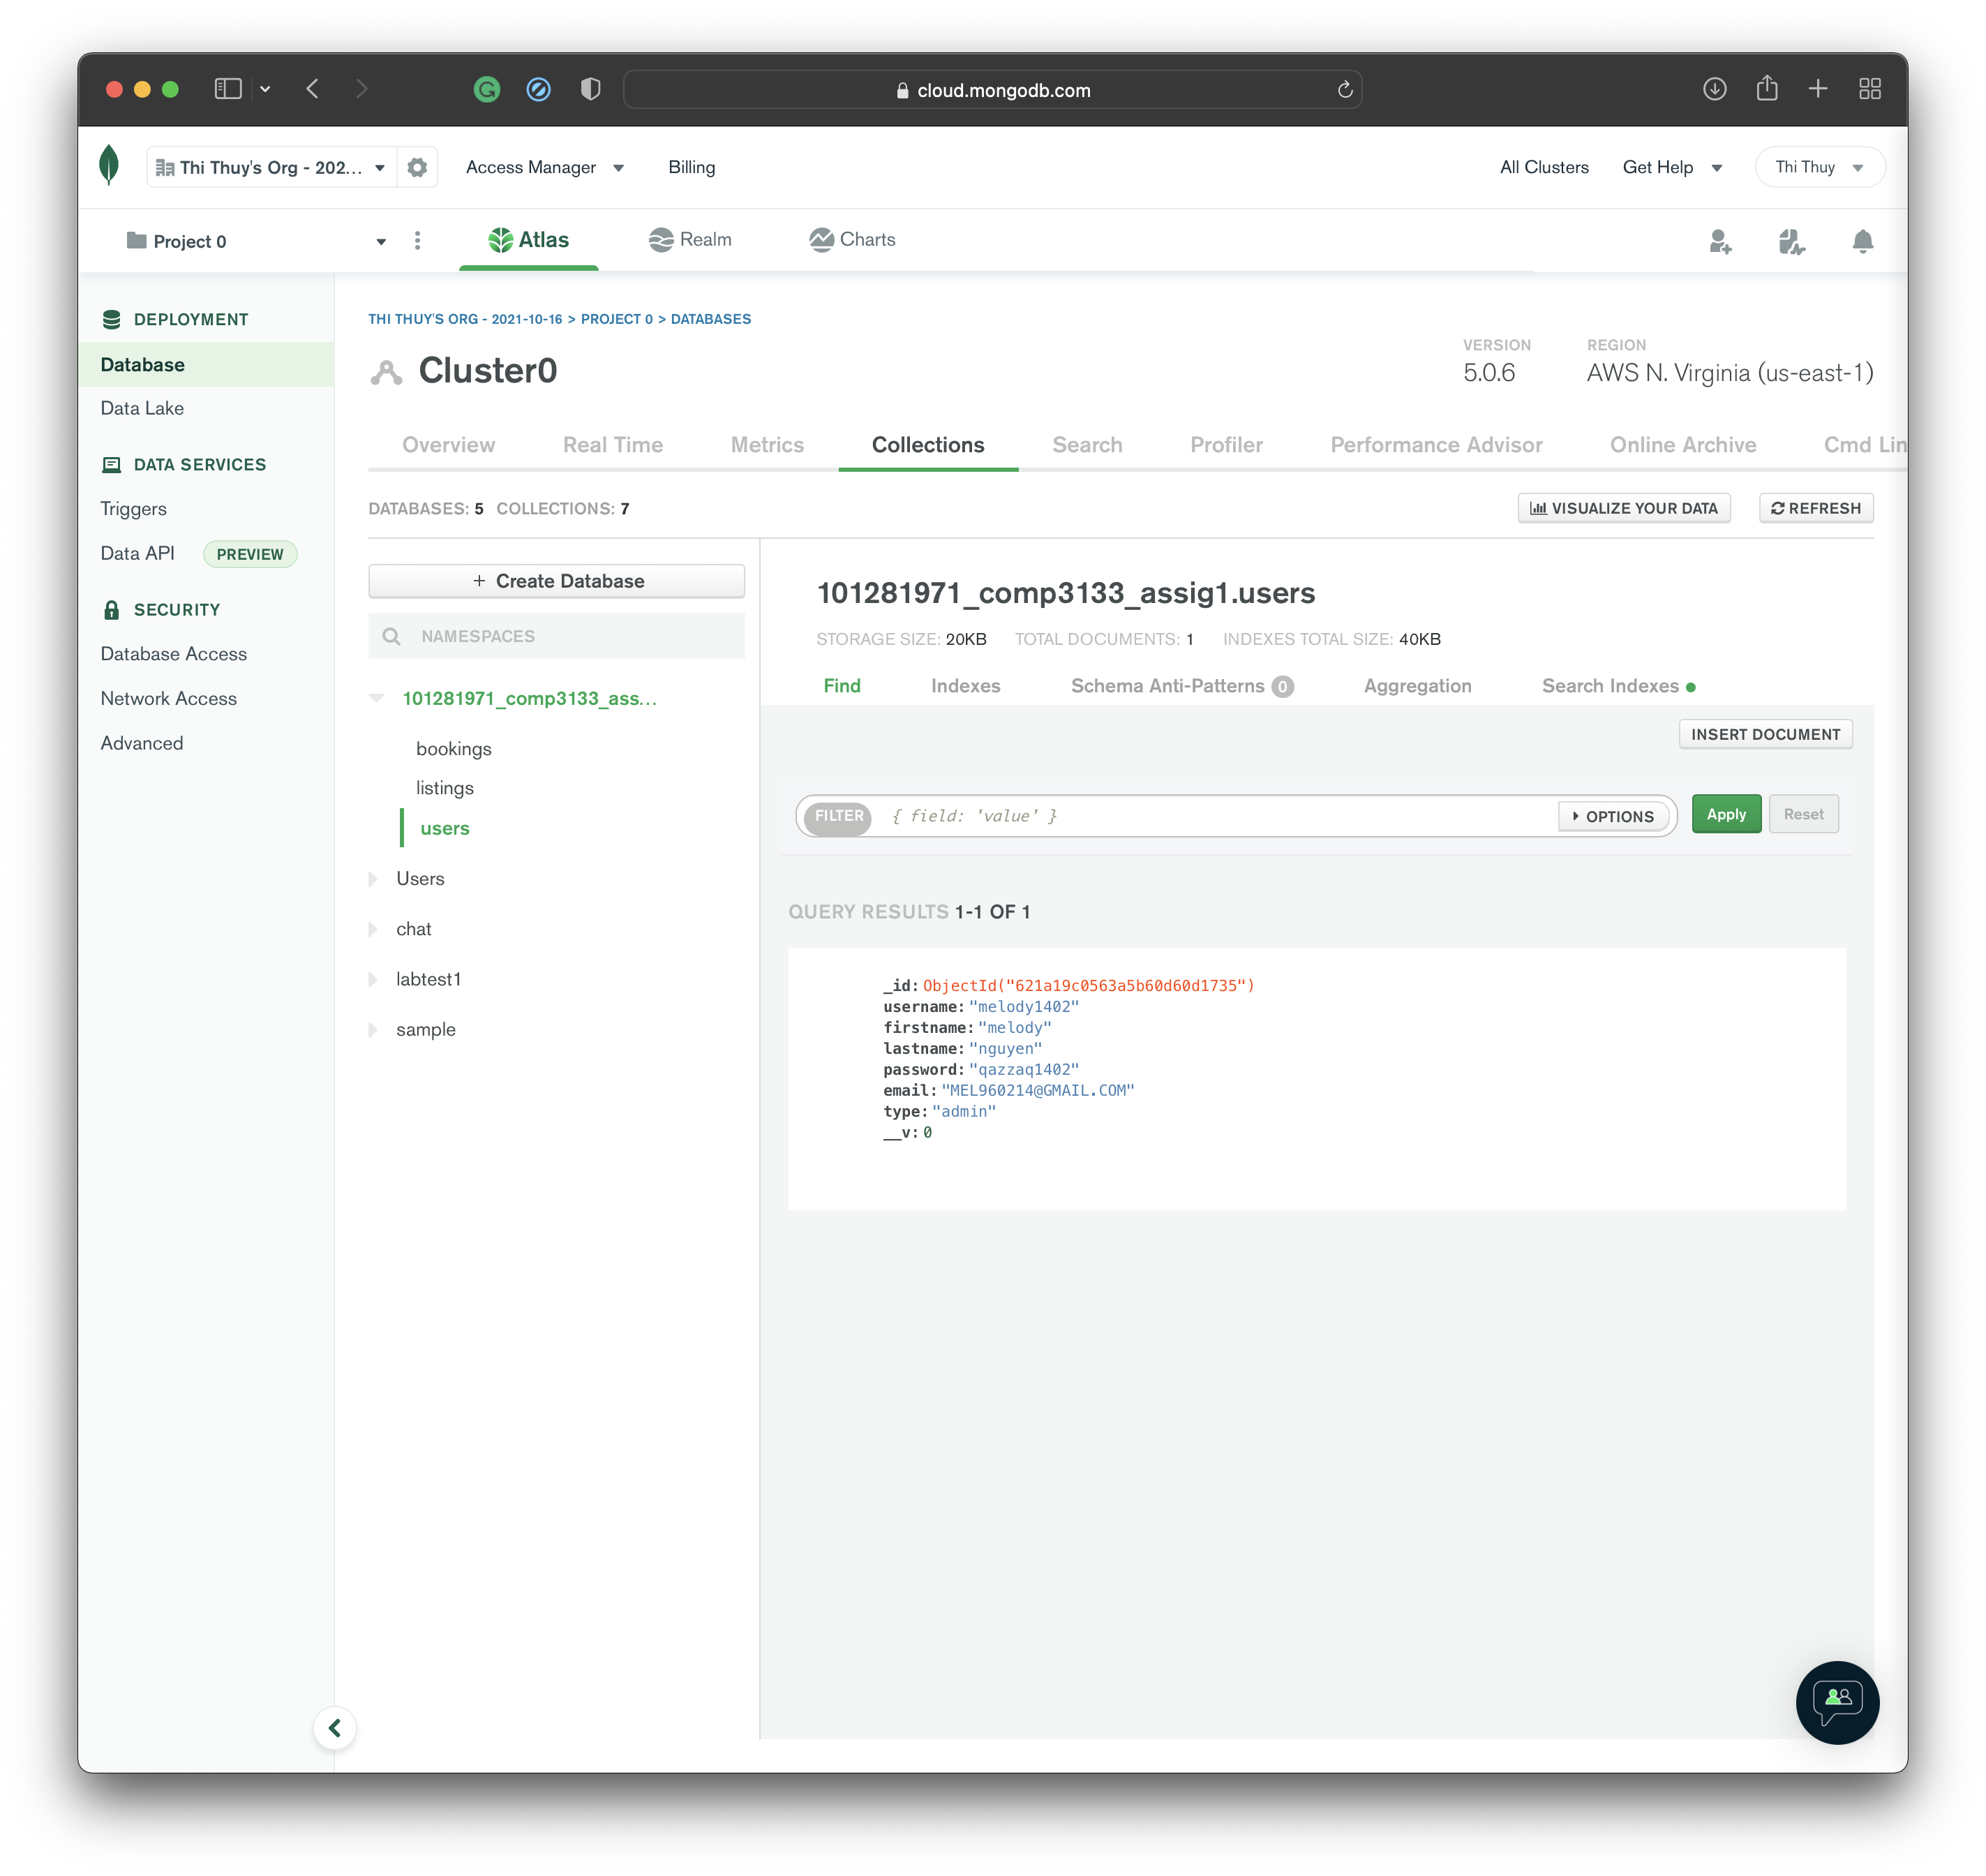 cloud.mongodb.com
Thi Thuy's Org - 202...
Access Manager
Billing
All Clusters
Get Help
Thi Thuy
Project 0
Atlas
Realm
Charts
DEPLOYMENT
Database
Data Lake
DATA SERVICES
Triggers
Data API PREVIEW
SECURITY
Database Access
Network Access
Advanced
THI THUY'S ORG - 2021-10-16 > PROJECT 0 > DATABASES
Cluster0
VERSION
5.0.6
REGION
AWS N. Virginia (us-east-1)
Overview Real Time Metrics Collections Search Profiler Performance Advisor Online Archive Cmd Lin
DATABASES: 5 COLLECTIONS: 7
VISUALIZE YOUR DATA
REFRESH
+ Create Database
NAMESPACES
101281971_comp3133_ass...
bookings
listings
users
Users
chat
labtest1
sample
101281971_comp3133_assig1.users
STORAGE SIZE: 20KB TOTAL DOCUMENTS: 1 INDEXES TOTAL SIZE: 40KB
Find Indexes Schema Anti-Patterns 0 Aggregation Search Indexes
INSERT DOCUMENT
FILTER { field: 'value' } OPTIONS Apply Reset
QUERY RESULTS 1-1 OF 1
_id: ObjectId("621a19c0563a5b60d60d1735")
username: "melody1402"
firstname: "melody"
lastname: "nguyen"
password: "qazzaq1402"
email: "MEL960214@GMAIL.COM"
type: "admin"
__v: 0